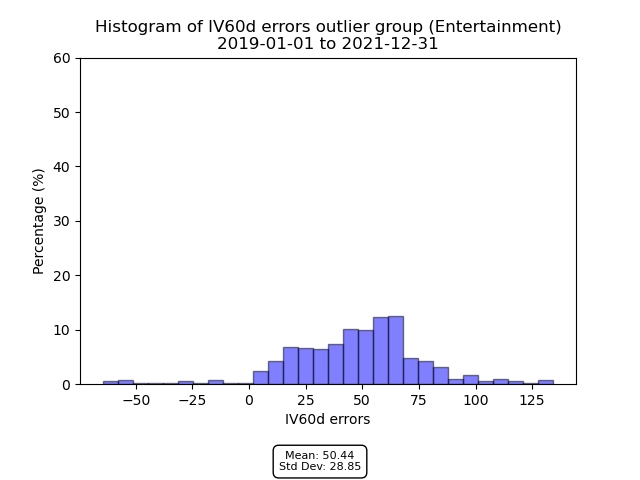 Histogram of IV60d errors outlier group (Entertainment)
2019-01-01 to 2021-12-31
60
50
40
30
20
10
0
Percentage (%)
−50
−25
0
25
50
75
100
125
IV60d errors
Mean: 50.44
Std Dev: 28.85